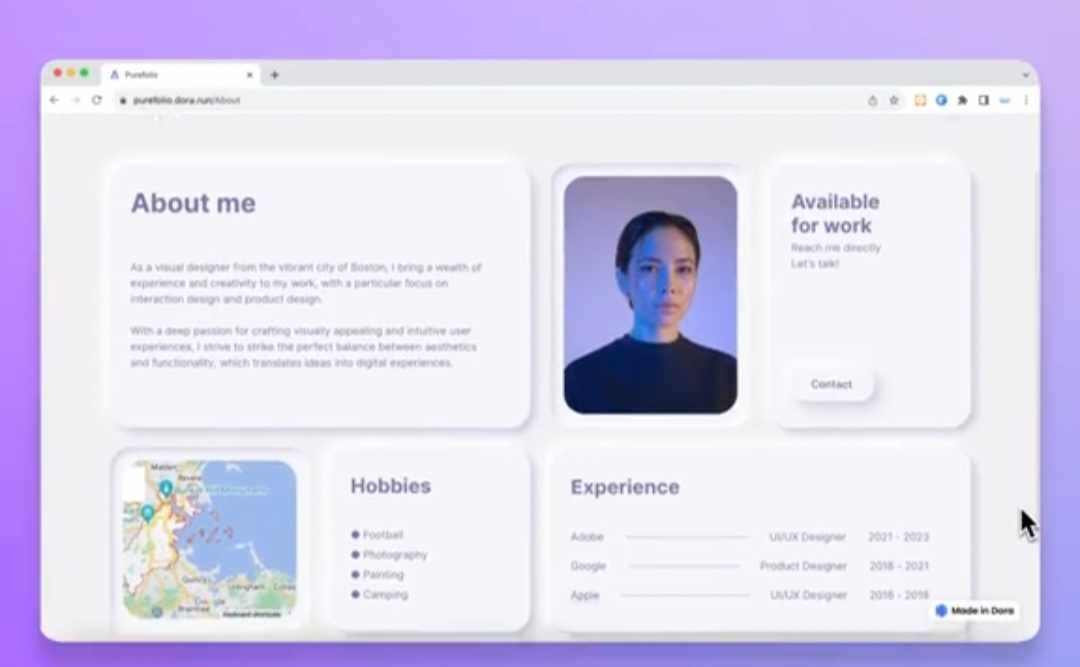 Purefolio
purefolio.dora.run/About
About me
As a visual designer from the vibrant city of Boston, I bring a wealth of
experience and creativity to my work, with a particular focus on
interaction design and product design.
With a deep passion for crafting visually appealing and intuitive user
experiences, I strive to strike the perfect balance between aesthetics
and functionality, which translates ideas into digital experiences.
Available
for work
Reach me directly
Let's talk!
Contact
Malden
Revere
Quincy
Hingham
Braintree
Google
Keyboard shortcuts
Hobbies
Football
Photography
Painting
Camping
Experience
Adobe UI/UX Designer 2021 - 2023
Google Product Designer 2018 - 2021
Apple UI/UX Designer 2016 - 2018
Made in Dora